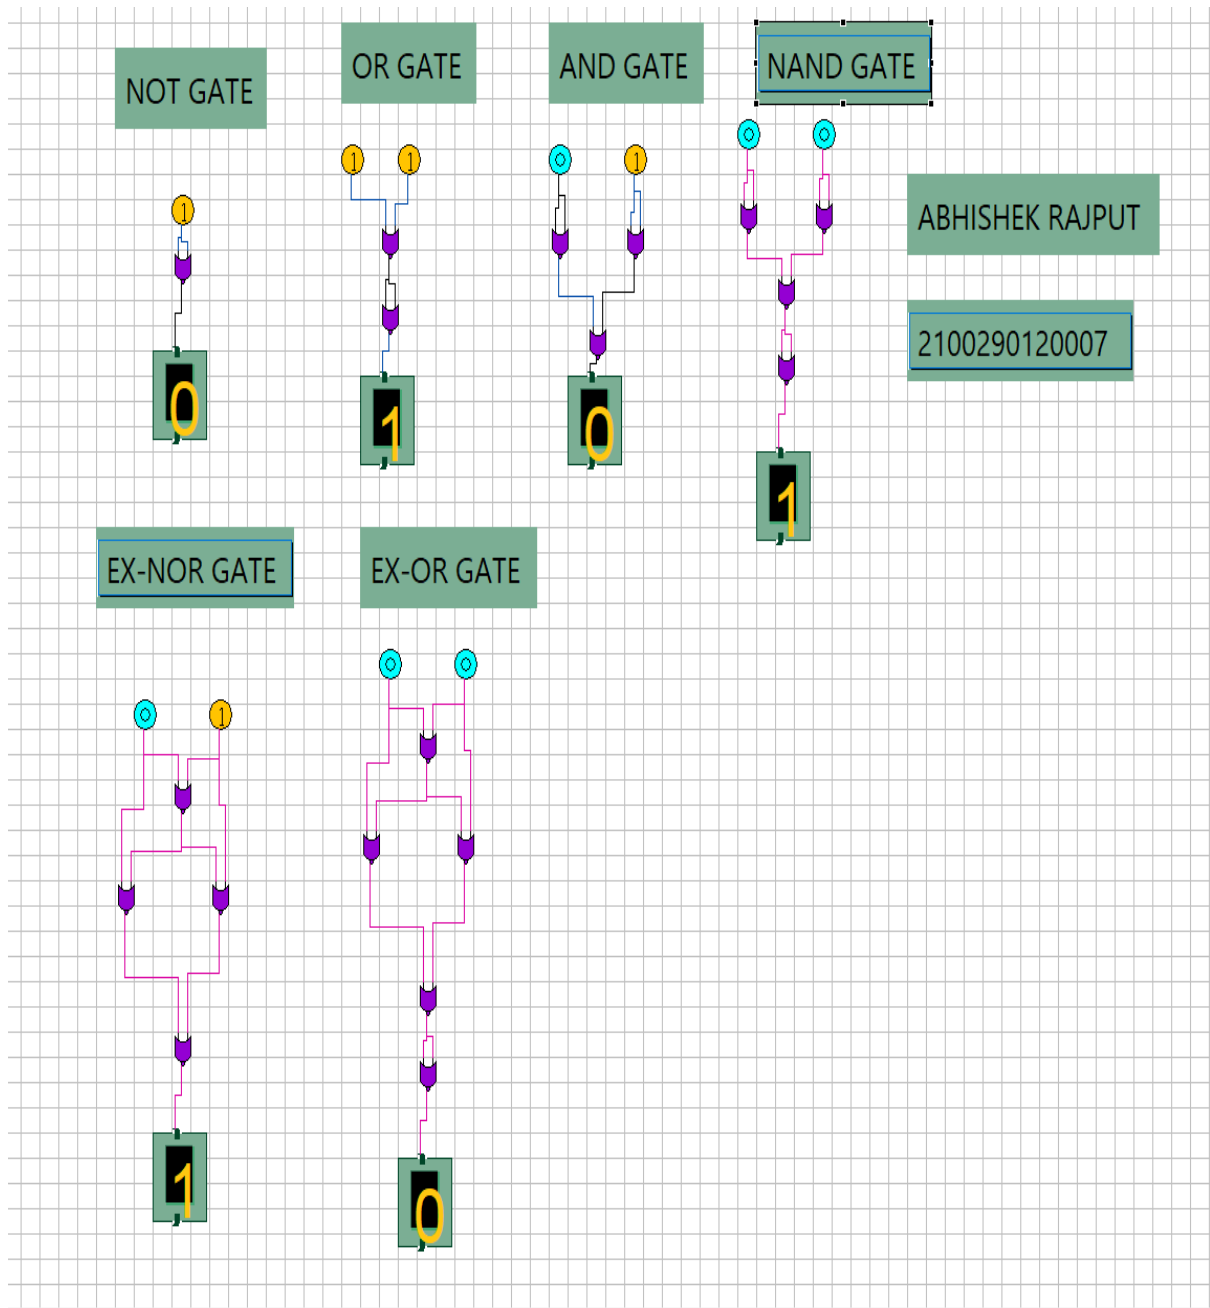 NOT GATE
OR GATE
AND GATE
NAND GATE
1
1
1
0
1
0
0
ABHISHEK RAJPUT
2100290120007
0
1
0
1
EX-NOR GATE
EX-OR GATE
0
0
0
1
1
0